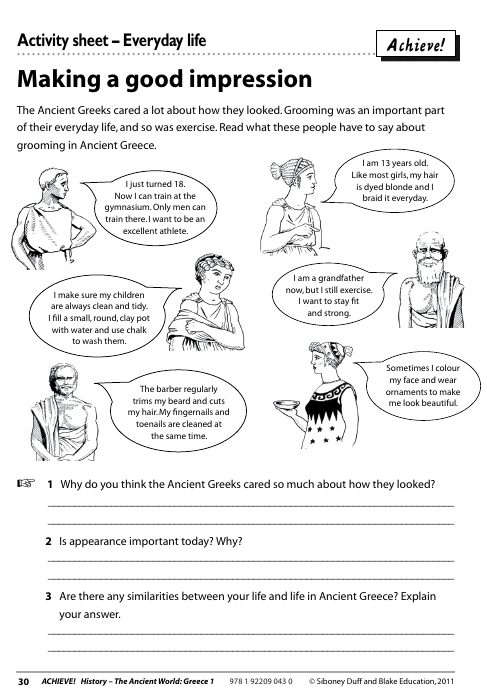 Activity sheet – Everyday life
Achieve!
Making a good impression
The Ancient Greeks cared a lot about how they looked. Grooming was an important part
of their everyday life, and so was exercise. Read what these people have to say about
grooming in Ancient Greece.
I just turned 18.
Now I can train at the
gymnasium. Only men can
train there. I want to be an
excellent athlete.
I am 13 years old.
Like most girls, my hair
is dyed blonde and I
braid it everyday.
I make sure my children
are always clean and tidy.
I fill a small, round, clay pot
with water and use chalk
to wash them.
I am a grandfather
now, but I still exercise.
I want to stay fit
and strong.
The barber regularly
trims my beard and cuts
my hair. My fingernails and
toenails are cleaned at
the same time.
Sometimes I colour
my face and wear
ornaments to make
me look beautiful.
1 Why do you think the Ancient Greeks cared so much about how they looked?
2 Is appearance important today? Why?
3 Are there any similarities between your life and life in Ancient Greece? Explain
your answer.
30 ACHIEVE! History – The Ancient World: Greece 1 978 1 92209 043 0 © Siboney Duff and Blake Education, 2011